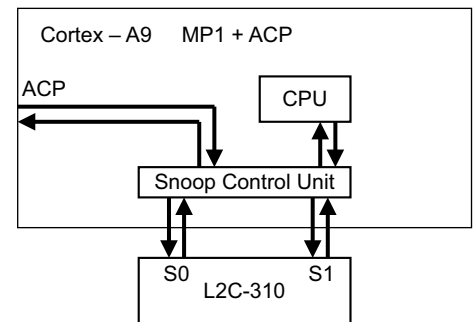 Cortex – A9 MP1 + ACP
ACP
CPU
Snoop Control Unit
S0 S1
L2C-310